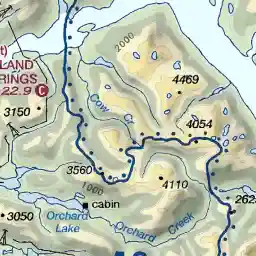 t)
LAND
RINGS
22.9 C
2000
4469
Cow Cr
3150
4054
3560
1000
4110
cabin
3050
262
Orchard
Lake
Orchard Creek